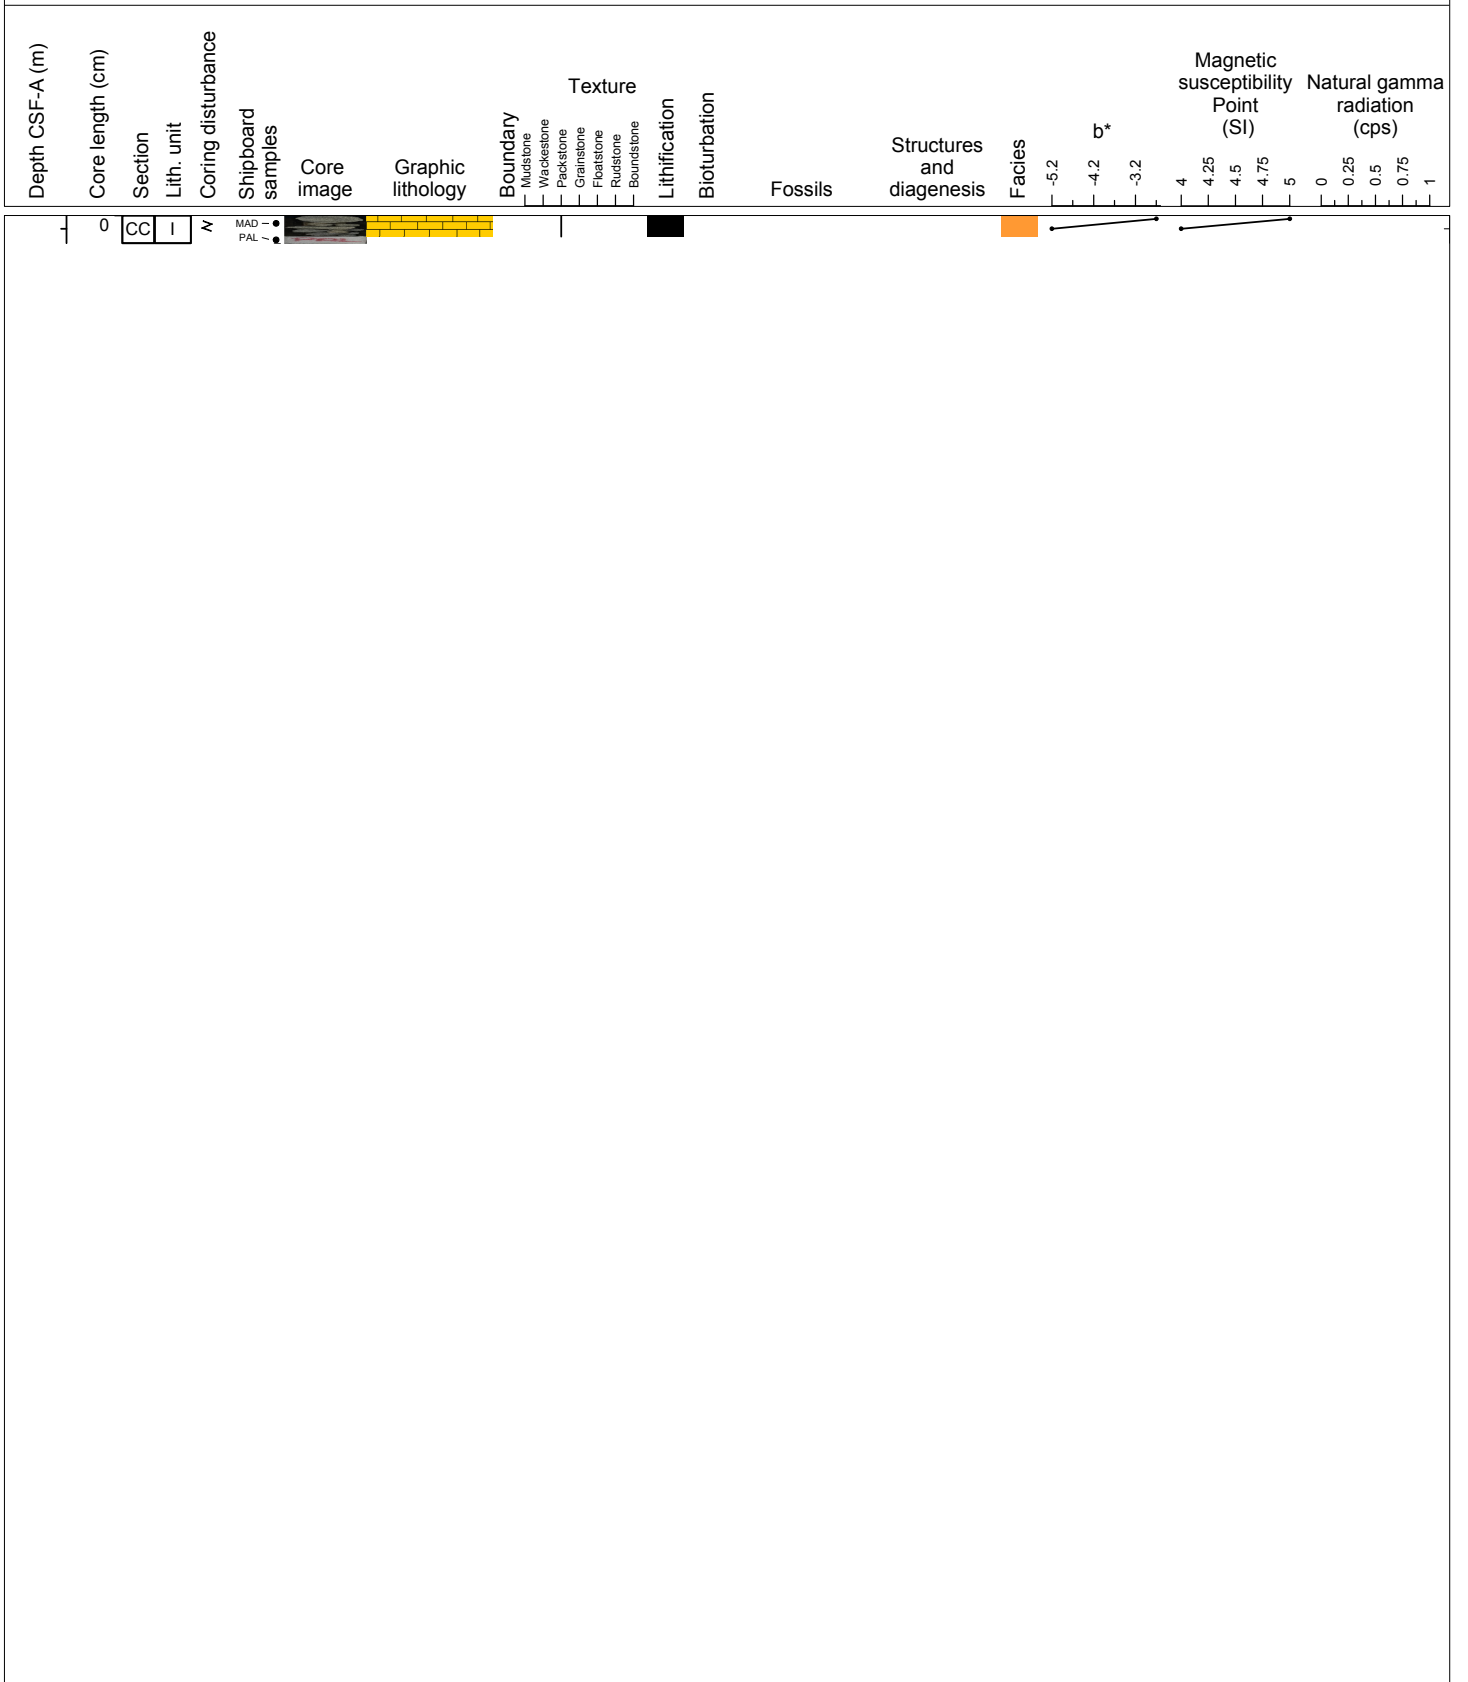 Depth CSF-A (m)
Core length (cm)
Section
Lith. unit
Coring disturbance
Shipboard
samples
Core
image
Graphic
lithology
Boundary
Texture
Mudstone
Wackestone
Packstone
Grainstone
Floatstone
Rudstone
Boundstone
Lithification
Bioturbation
Fossils
Structures
and
diagenesis
Facies
b*
-5.2
-4.2
-3.2
Magnetic
susceptibility
Point
(SI)
4
4.25
4.5
4.75
5
Natural gamma
radiation
(cps)
0
0.25
0.5
0.75
1
0
CC
I
MAD
PAL